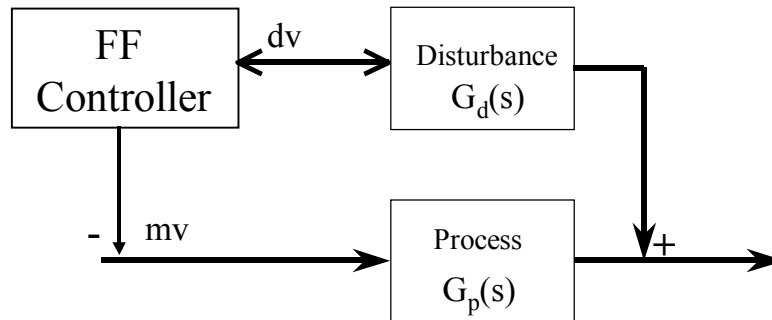 FF
Controller
dv
Disturbance
G_d(s)
- mv
Process
G_p(s)
+